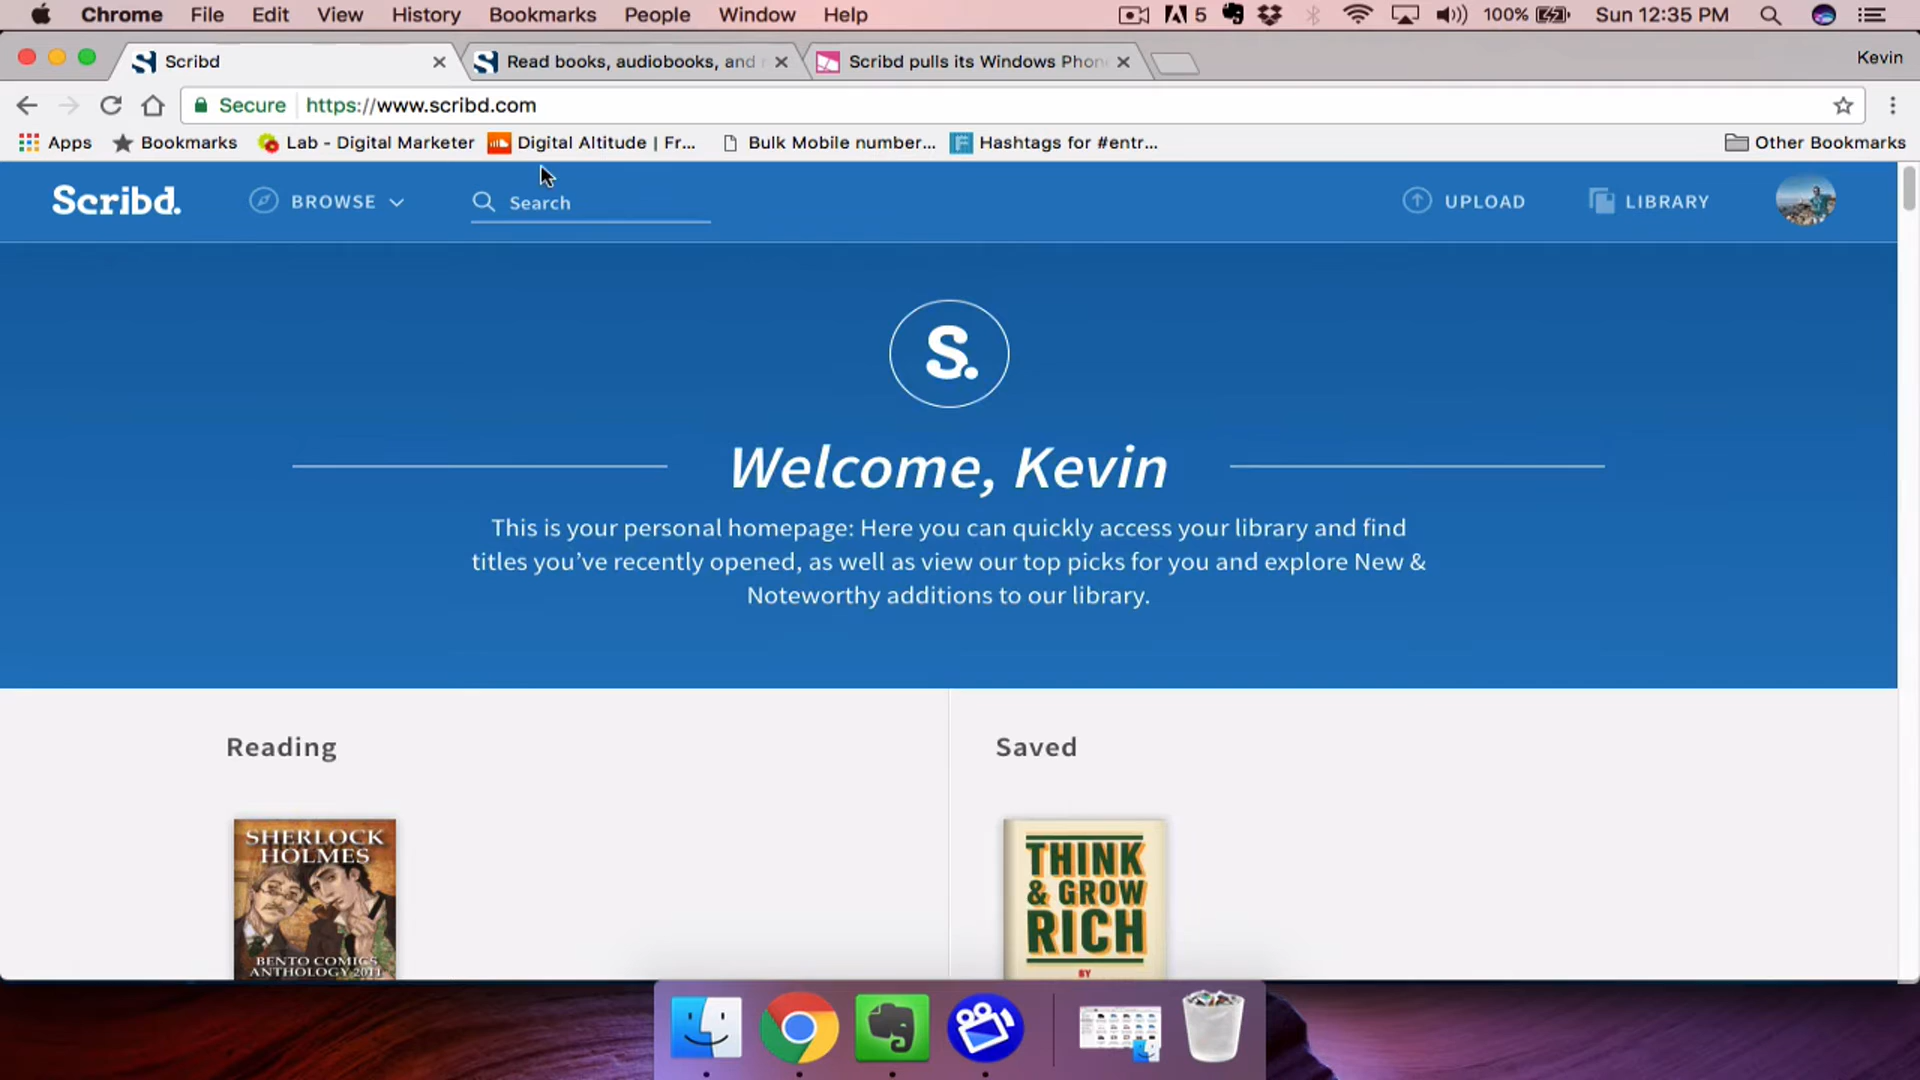 Chrome File Edit View History Bookmarks People Window Help 5 100% Sun 12:35 PM
Scribd Read books, audiobooks, and Scribd pulls its Windows Phon Kevin
Secure https://www.scribd.com
Apps Bookmarks Lab - Digital Marketer Digital Altitude | Fr... Bulk Mobile number... Hashtags for #entr... Other Bookmarks
Scribd. BROWSE Search UPLOAD LIBRARY
S.
Welcome, Kevin
This is your personal homepage: Here you can quickly access your library and find
titles you’ve recently opened, as well as view our top picks for you and explore New &
Noteworthy additions to our library.
Reading Saved
SHERLOCK
HOLMES
BENTO COMICS
ANTHOLOGY 2011
THINK
& GROW
RICH
BY